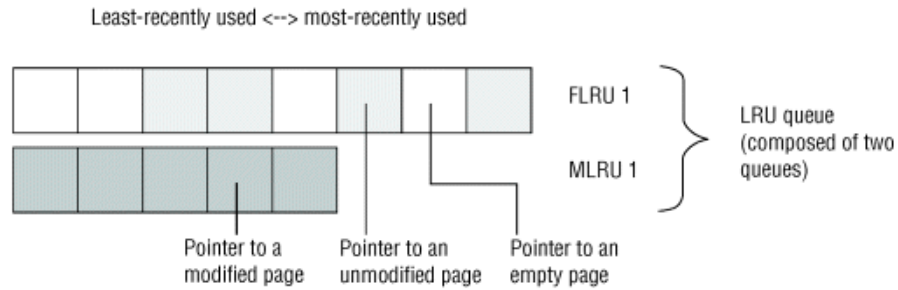 Least-recently used <--> most-recently used
FLRU 1
MLRU 1
LRU queue
(composed of two
queues)
Pointer to a
modified page
Pointer to an
unmodified page
Pointer to an
empty page